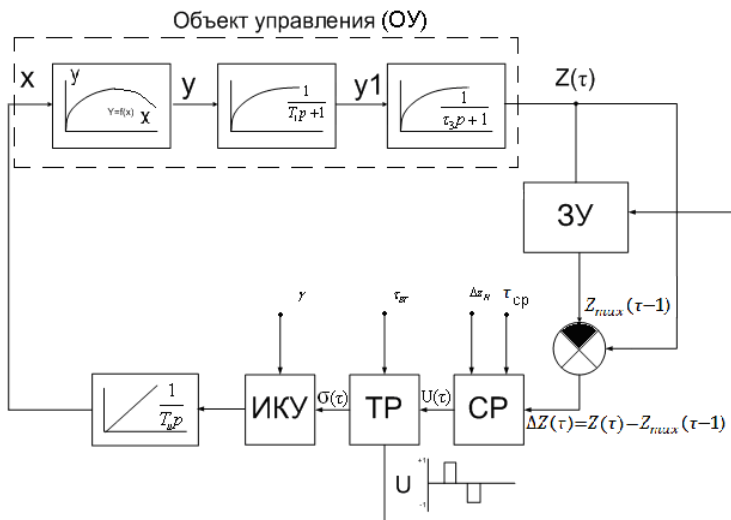 Объект управления (ОУ)
x
y
Y=f(x)
x
y
1
T₁p+1
y1
1
τ₃p+1
Z(τ)
ЗУ
Z_max(τ−1)
γ
τ_вг
Δz_н
τ_ср
1
T_и p
ИКУ
σ(τ)
ТР
U(τ)
СР
ΔZ(τ)=Z(τ)−Z_max(τ−1)
U
+1
-1